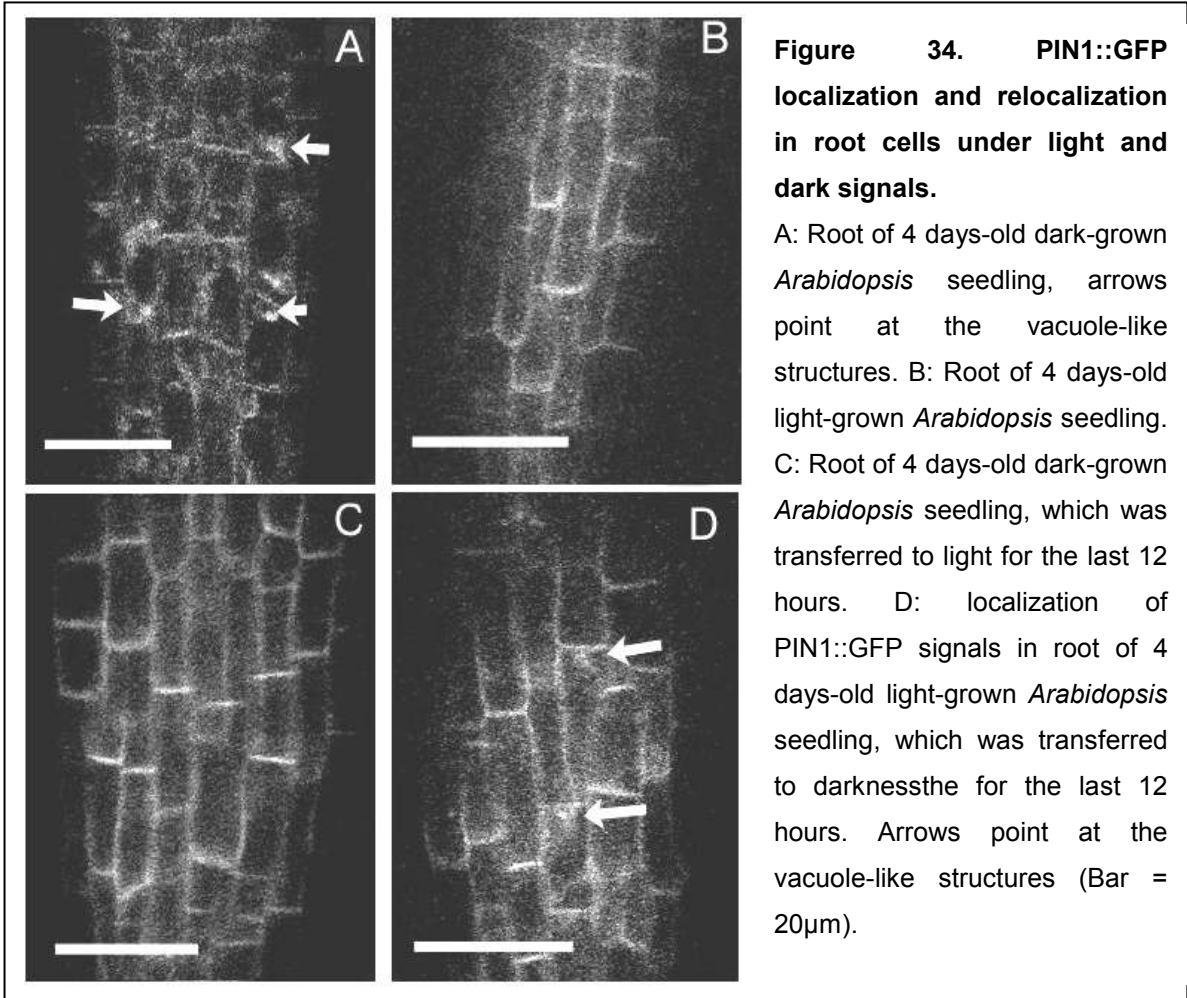 A
B
C
D
Figure 34. PIN1::GFP
localization and relocalization
in root cells under light and
dark signals.
A: Root of 4 days-old dark-grown
Arabidopsis seedling, arrows
point at the vacuole-like
structures. B: Root of 4 days-old
light-grown Arabidopsis seedling.
C: Root of 4 days-old dark-grown
Arabidopsis seedling, which was
transferred to light for the last 12
hours. D: localization of
PIN1::GFP signals in root of 4
days-old light-grown Arabidopsis
seedling, which was transferred
to darknessthe for the last 12
hours. Arrows point at the
vacuole-like structures (Bar =
20µm).